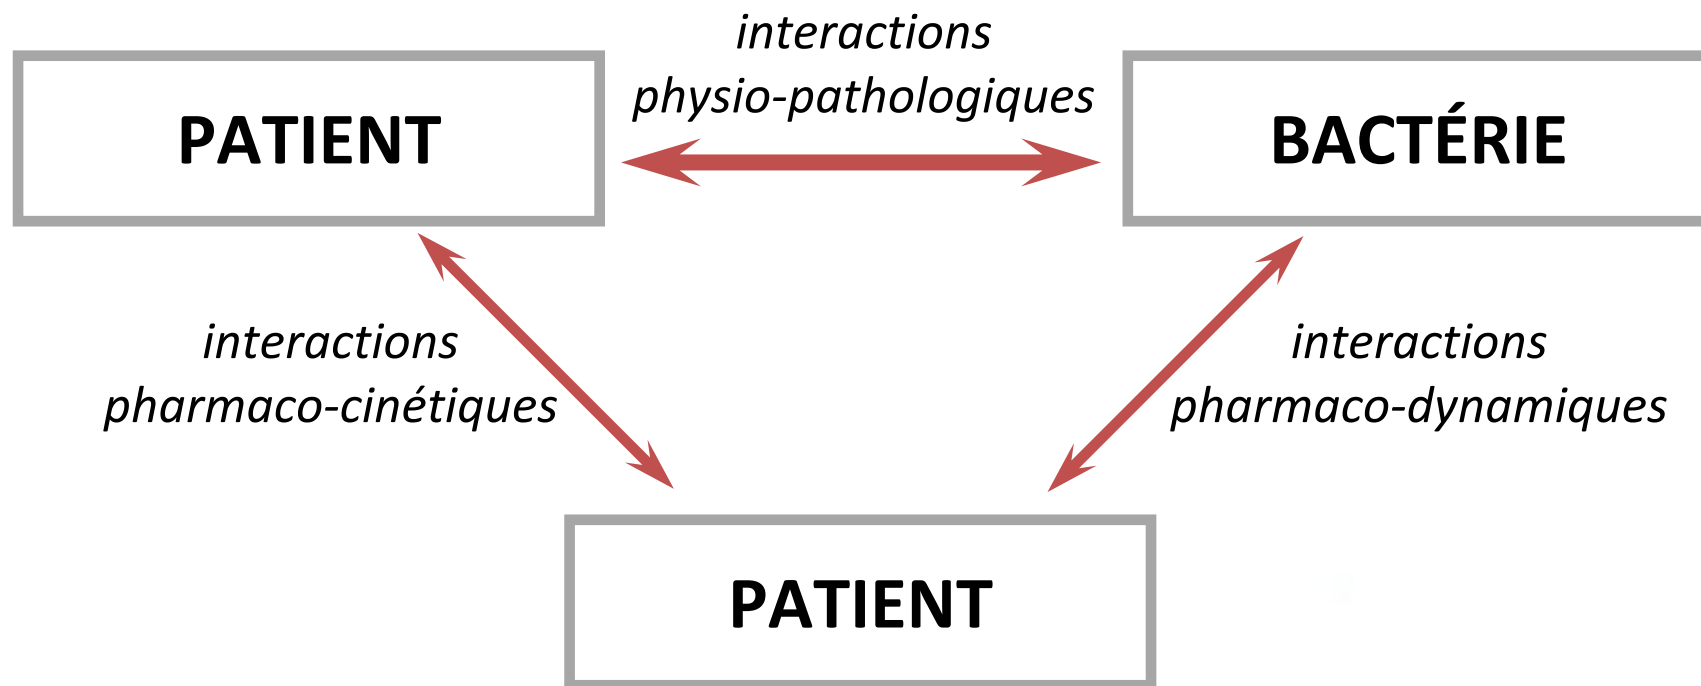 interactions
physio-pathologiques
PATIENT
BACTÉRIE
interactions
pharmaco-cinétiques
interactions
pharmaco-dynamiques
PATIENT